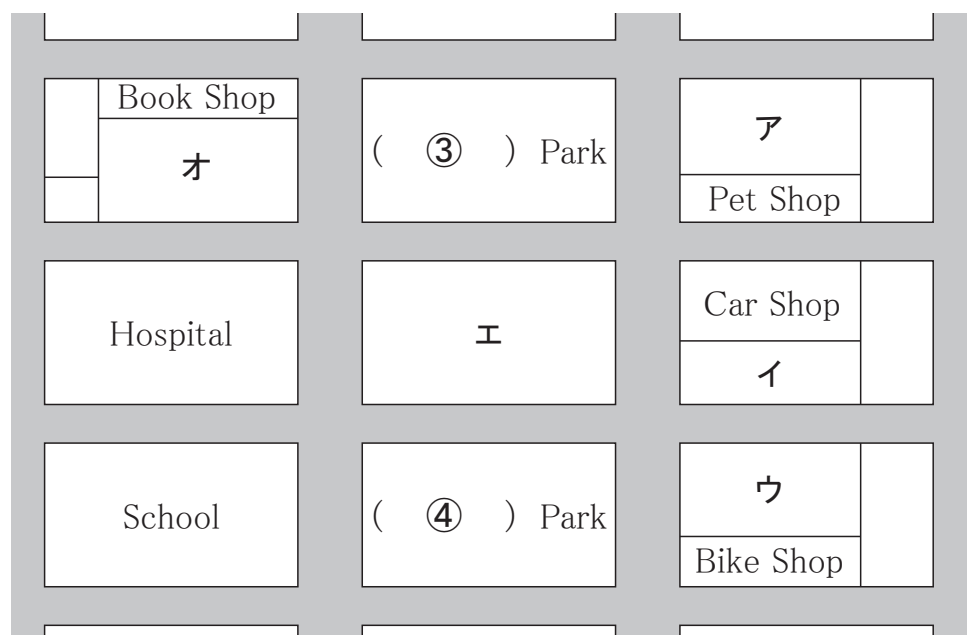 Book Shop
オ
( ③ ) Park
ア
Pet Shop
Hospital
エ
Car Shop
イ
School
( ④ ) Park
ウ
Bike Shop